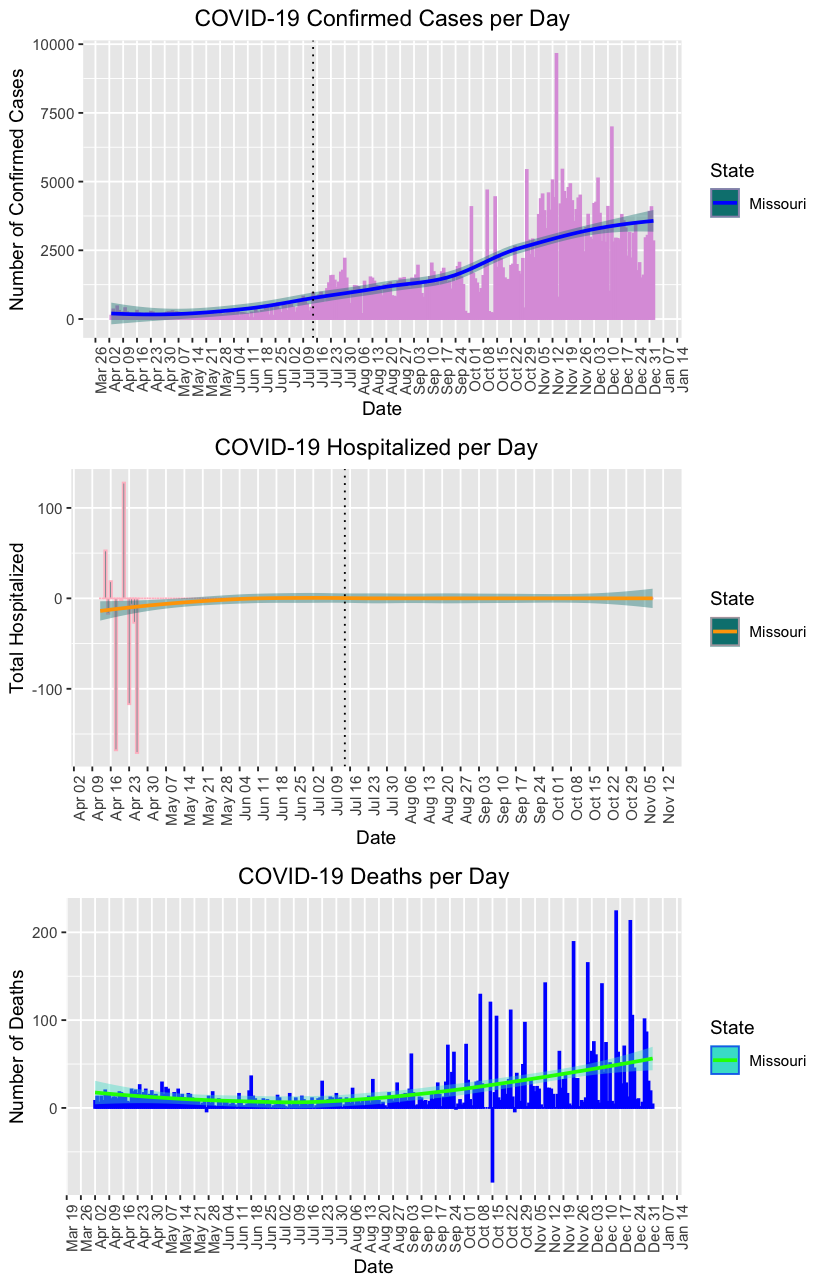 COVID-19 Confirmed Cases per Day
Number of Confirmed Cases
10000
7500
5000
2500
0
Mar 26
Apr 02
Apr 09
Apr 16
Apr 23
Apr 30
May 07
May 14
May 21
May 28
Jun 04
Jun 11
Jun 18
Jun 25
Jul 02
Jul 09
Jul 16
Jul 23
Jul 30
Aug 06
Aug 13
Aug 20
Aug 27
Sep 03
Sep 10
Sep 17
Sep 24
Oct 01
Oct 08
Oct 15
Oct 22
Oct 29
Nov 05
Nov 12
Nov 19
Nov 26
Dec 03
Dec 10
Dec 17
Dec 24
Dec 31
Jan 07
Jan 14
Date
State
Missouri
COVID-19 Hospitalized per Day
Total Hospitalized
100
0
-100
Apr 02
Apr 09
Apr 16
Apr 23
Apr 30
May 07
May 14
May 21
May 28
Jun 04
Jun 11
Jun 18
Jun 25
Jul 02
Jul 09
Jul 16
Jul 23
Jul 30
Aug 06
Aug 13
Aug 20
Aug 27
Sep 03
Sep 10
Sep 17
Sep 24
Oct 01
Oct 08
Oct 15
Oct 22
Oct 29
Nov 05
Nov 12
Date
State
Missouri
COVID-19 Deaths per Day
Number of Deaths
200
100
0
Mar 19
Mar 26
Apr 02
Apr 09
Apr 16
Apr 23
Apr 30
May 07
May 14
May 21
May 28
Jun 04
Jun 11
Jun 18
Jun 25
Jul 02
Jul 09
Jul 16
Jul 23
Jul 30
Aug 06
Aug 13
Aug 20
Aug 27
Sep 03
Sep 10
Sep 17
Sep 24
Oct 01
Oct 08
Oct 15
Oct 22
Oct 29
Nov 05
Nov 12
Nov 19
Nov 26
Dec 03
Dec 10
Dec 17
Dec 24
Dec 31
Jan 07
Jan 14
Date
State
Missouri